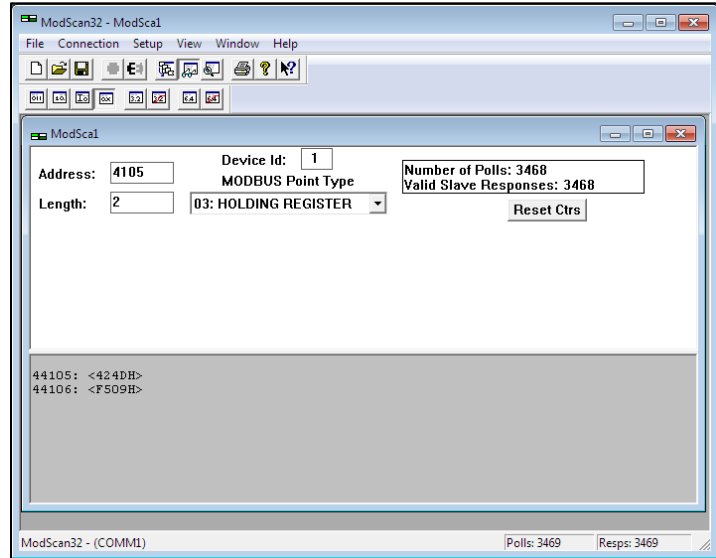 ModScan32 - ModSca1
File Connection Setup View Window Help
ModSca1
Address: 4105
Device Id: 1
MODBUS Point Type
Length: 2
03: HOLDING REGISTER
Number of Polls: 3468
Valid Slave Responses: 3468
Reset Ctrs
44105: <424DH>
44106: <F509H>
ModScan32 - (COMM1)
Polls: 3469
Resps: 3469